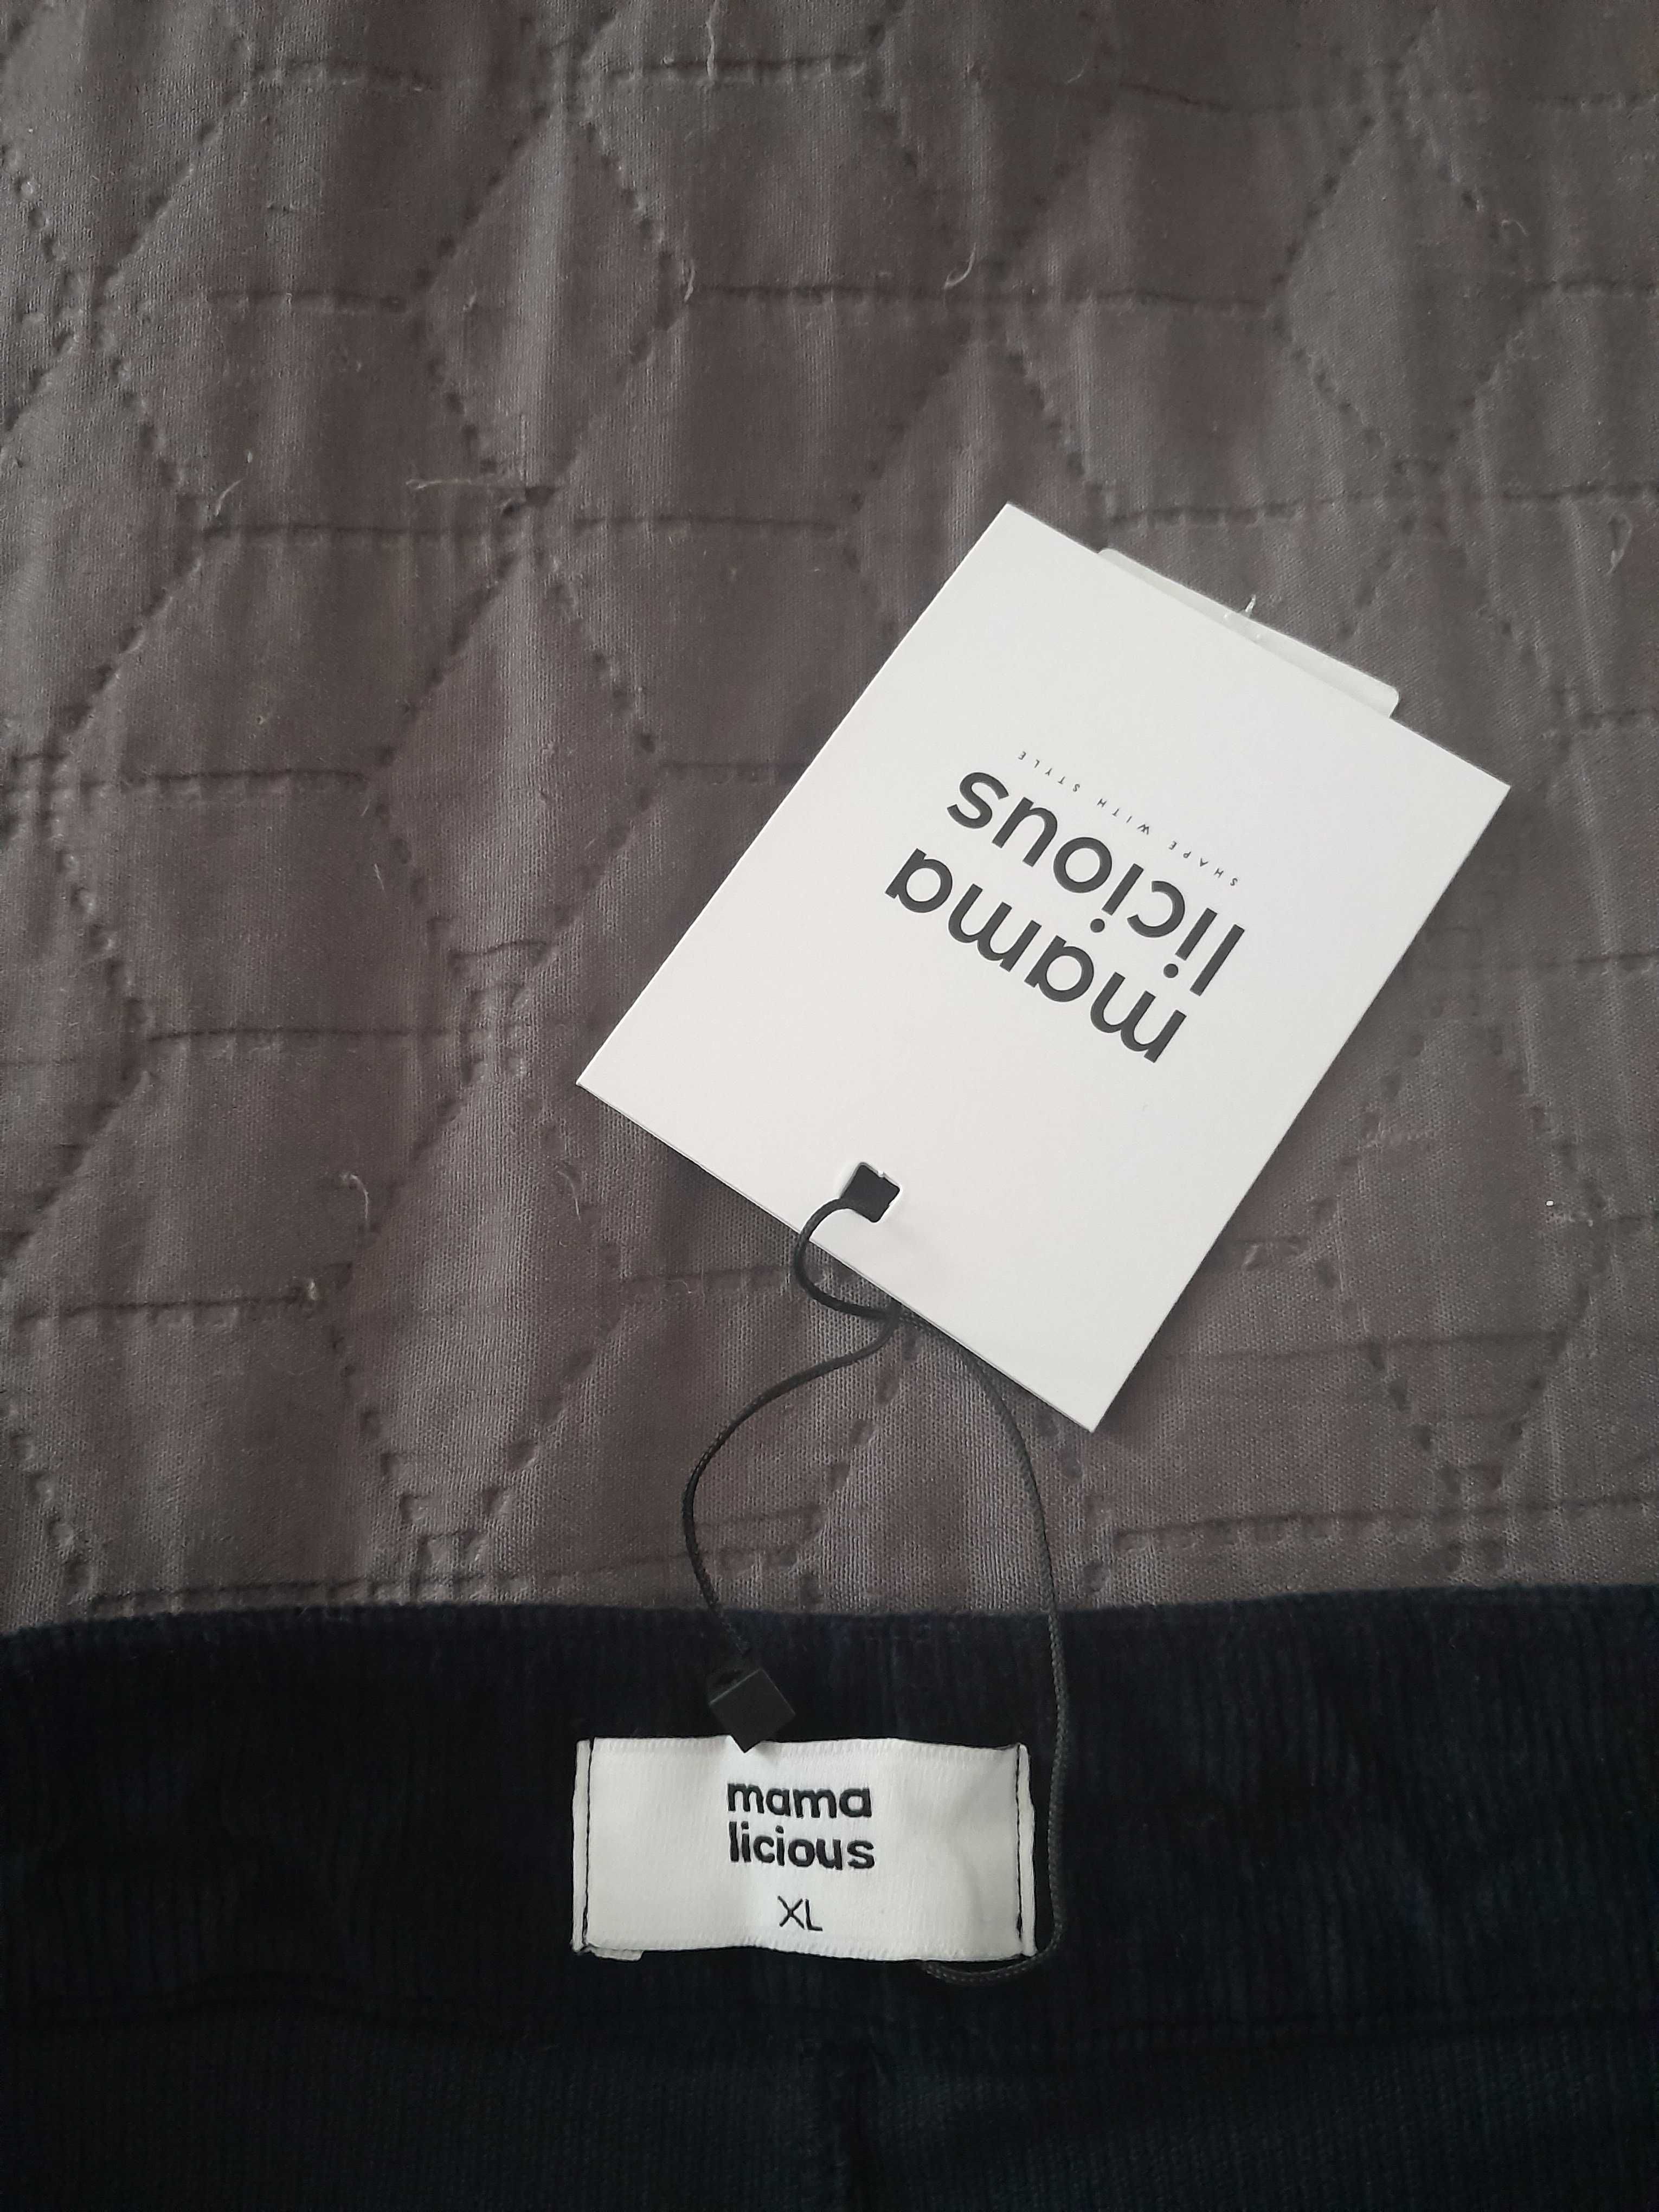 mama
licious
SHAPE WITH STYLE
mama
licious
XL